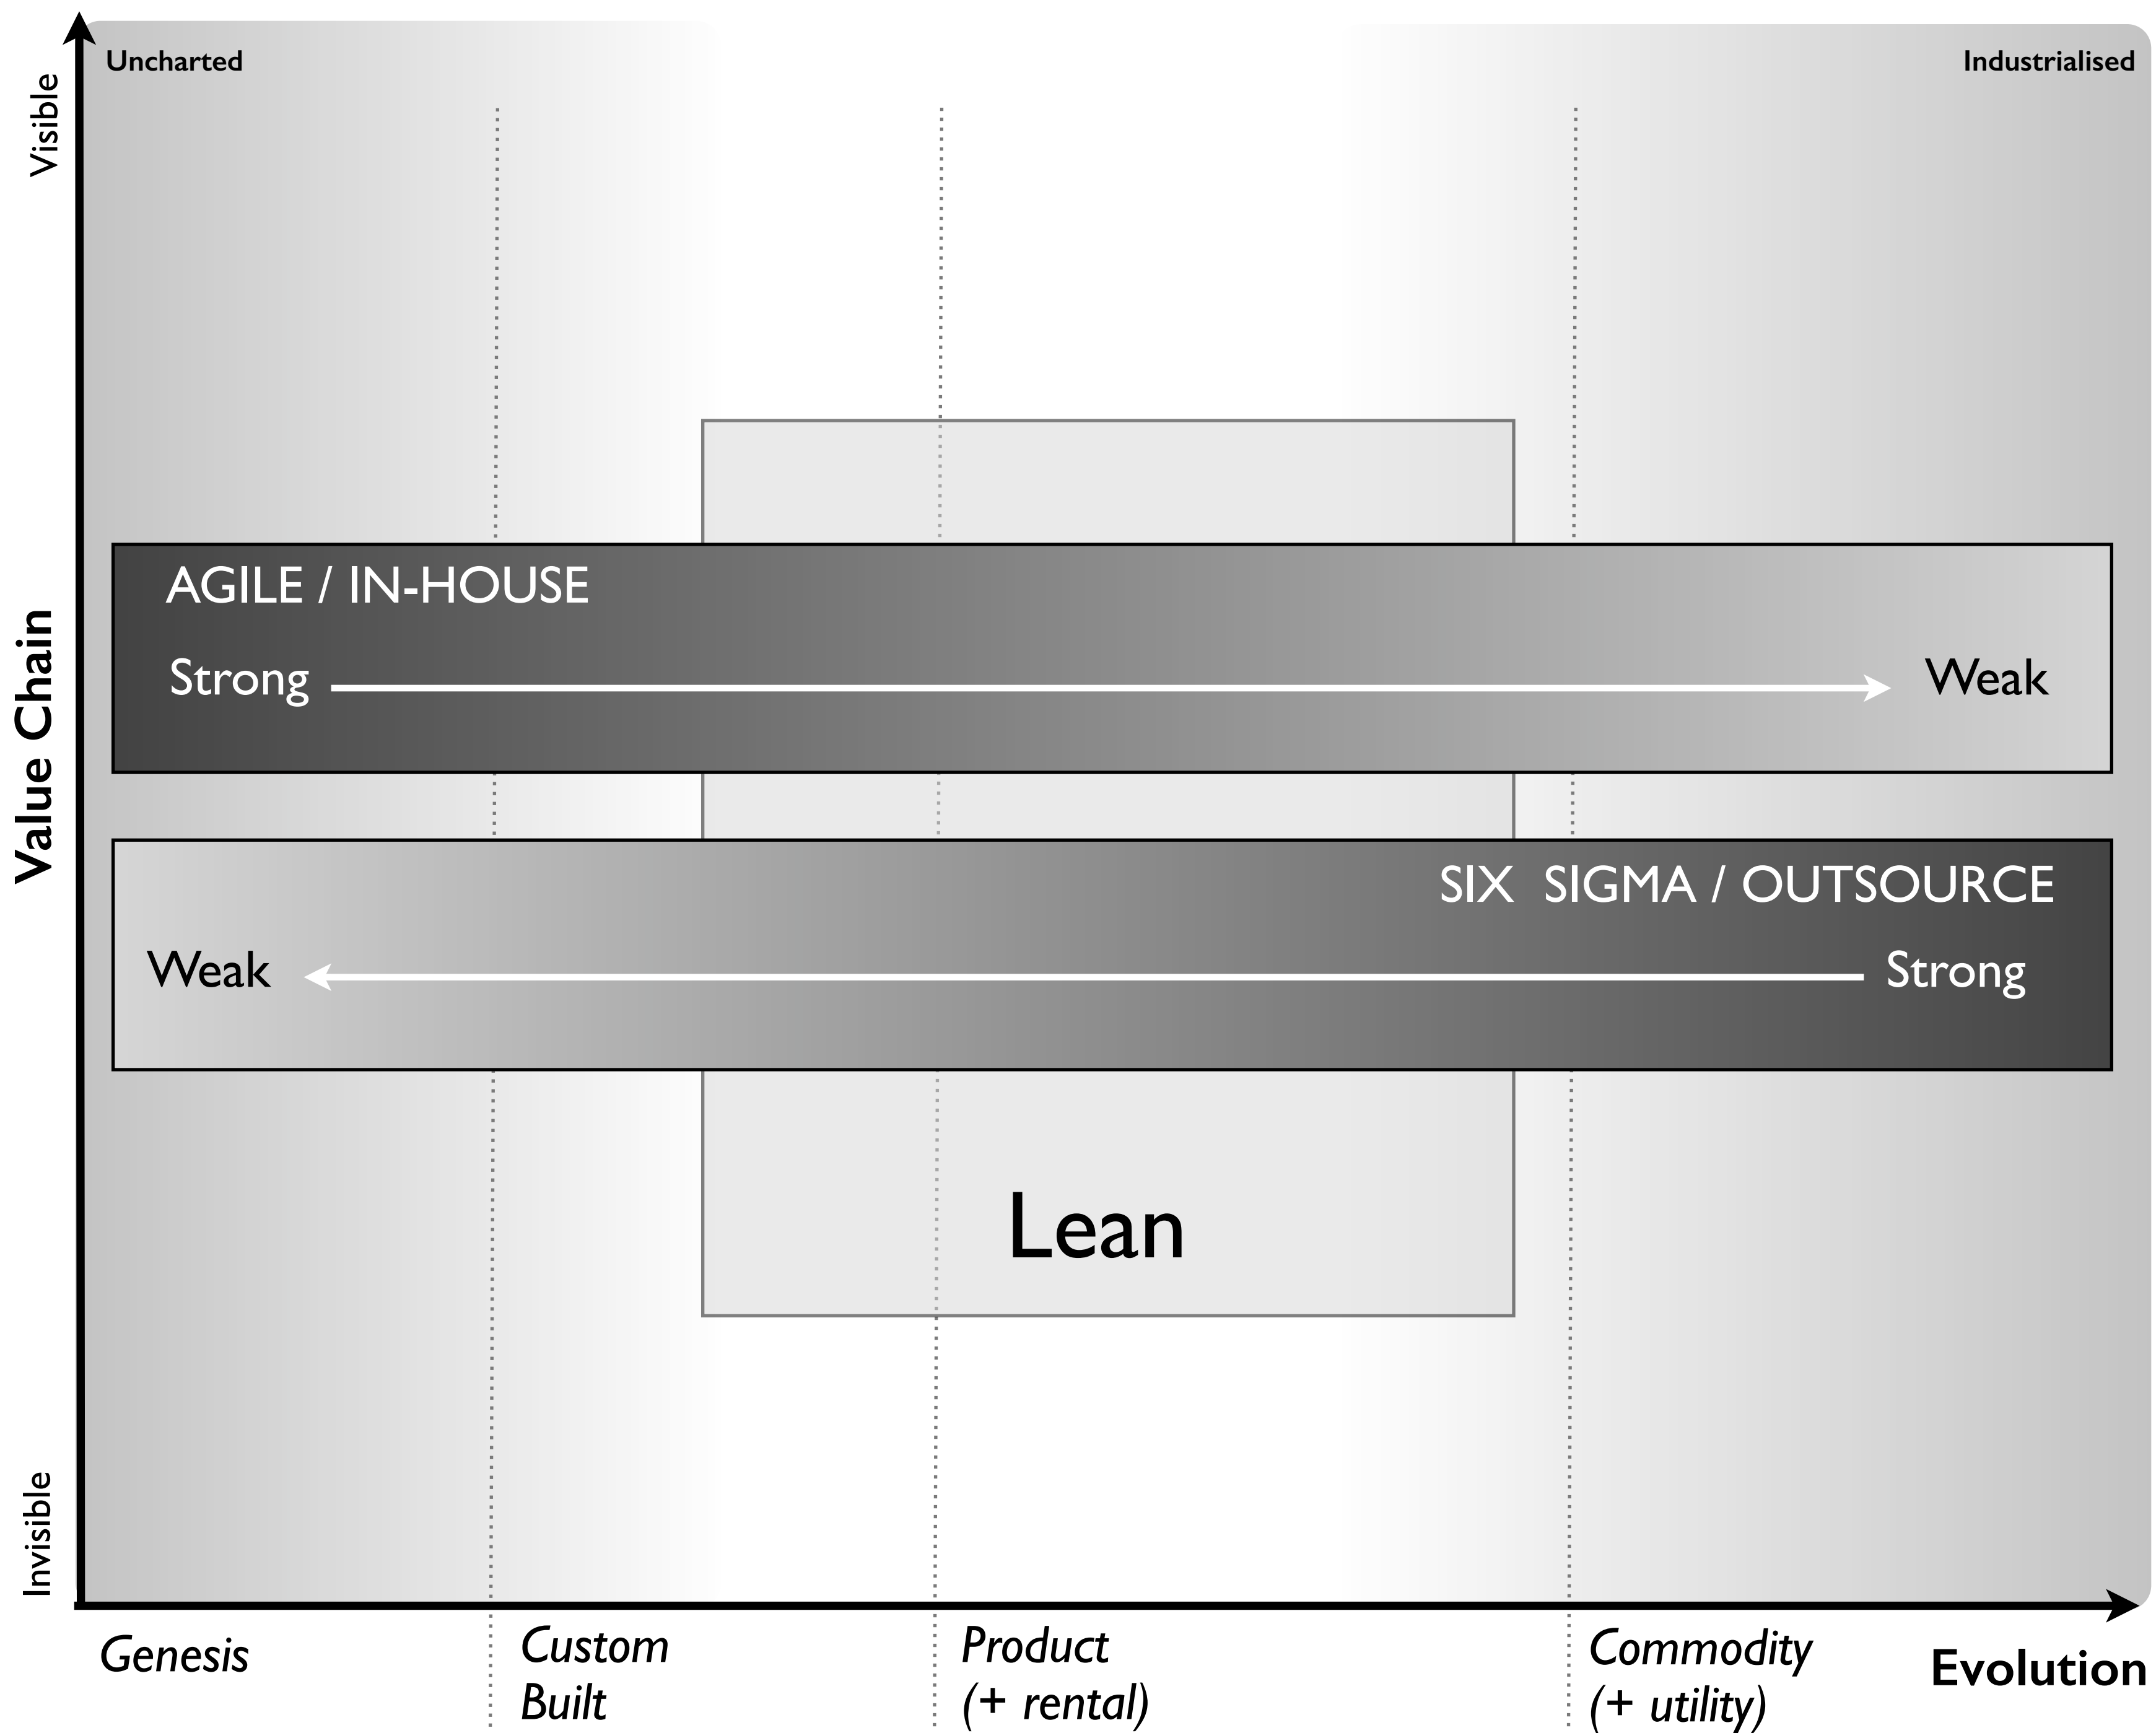 Uncharted
Industrialised
Visible
Value Chain
Invisible
AGILE / IN-HOUSE
Strong
Weak
SIX SIGMA / OUTSOURCE
Weak
Strong
Lean
Genesis
Custom
Built
Product
(+ rental)
Commodity
(+ utility)
Evolution